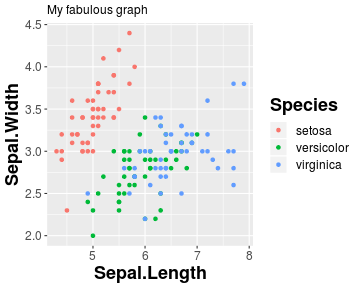 My fabulous graph
4.5
4.0
3.5
3.0
2.5
2.0
Sepal.Width
5
6
7
8
Sepal.Length
Species
setosa
versicolor
virginica